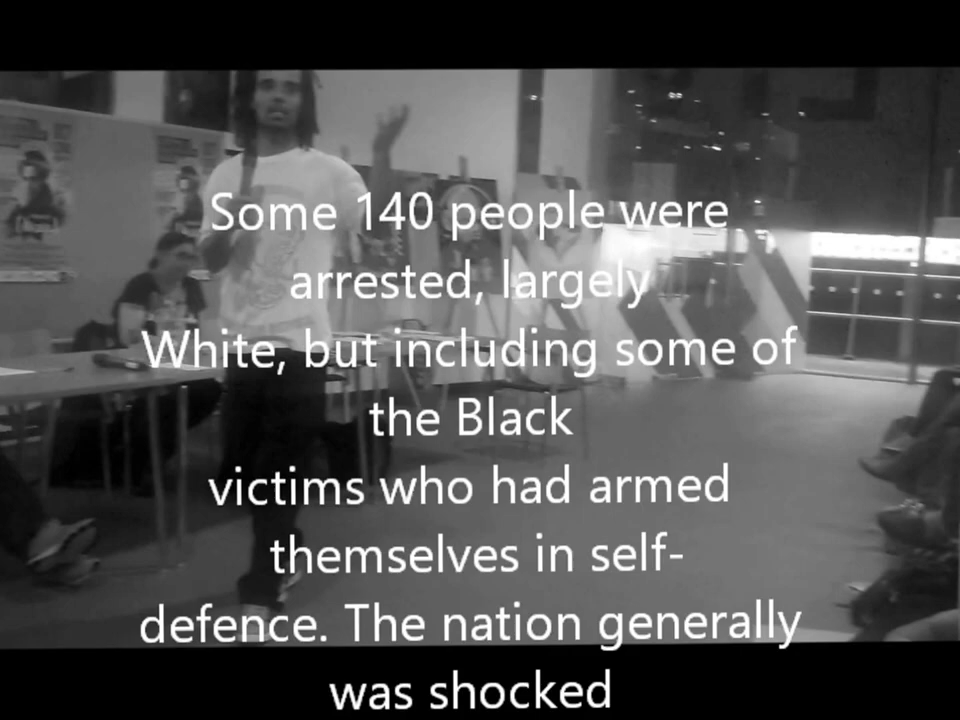 Some 140 people were
arrested, largely
White, but including some of
the Black
victims who had armed
themselves in self-
defence. The nation generally
was shocked